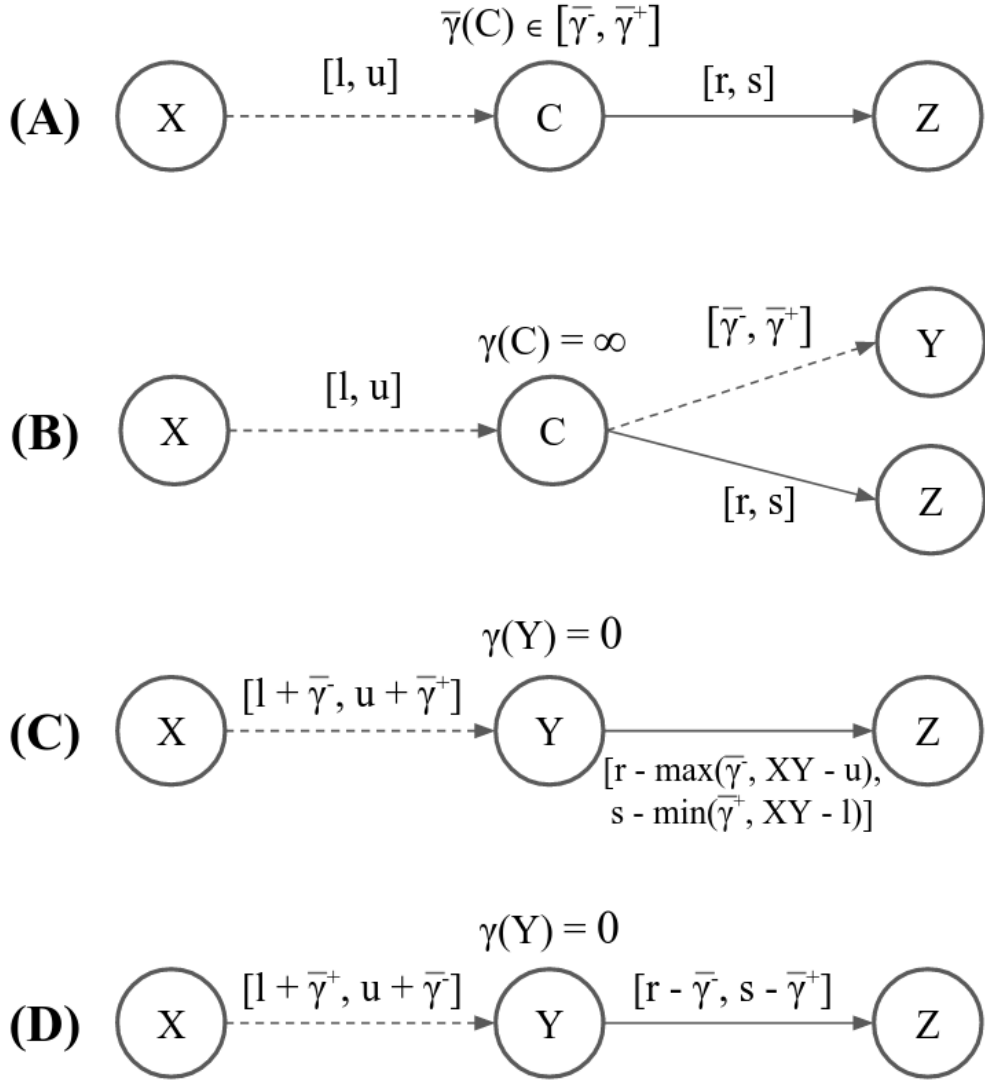 γ̅(C) ∈ [γ̅⁻, γ̅⁺]
[l, u]
[r, s]
(A)
X
C
Z
[γ̅⁻, γ̅⁺]
γ(C) = ∞
Y
[l, u]
(B)
X
C
[r, s]
Z
γ(Y) = 0
[l + γ̅⁻, u + γ̅⁺]
(C)
X
Y
Z
[r - max(γ̅⁻, XY - u),
s - min(γ̅⁺, XY - l)]
γ(Y) = 0
[l + γ̅⁺, u + γ̅⁻]
[r - γ̅⁻, s - γ̅⁺]
(D)
X
Y
Z